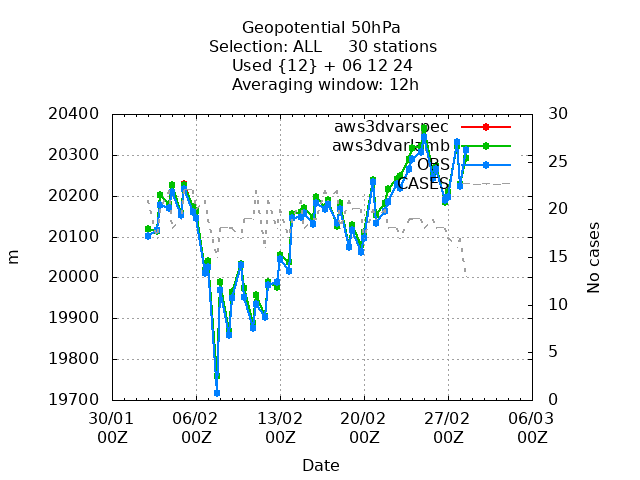 Geopotential 50hPa
Selection: ALL     30 stations
Used {12} + 06 12 24
Averaging window: 12h
aws3dvarspec
aws3dvarlamb
OBS
CASES
20400
20300
20200
20100
20000
19900
19800
19700
m
30
25
20
15
10
5
0
No cases
30/01 06/02 13/02 20/02 27/02 06/03
00Z 00Z 00Z 00Z 00Z 00Z
Date